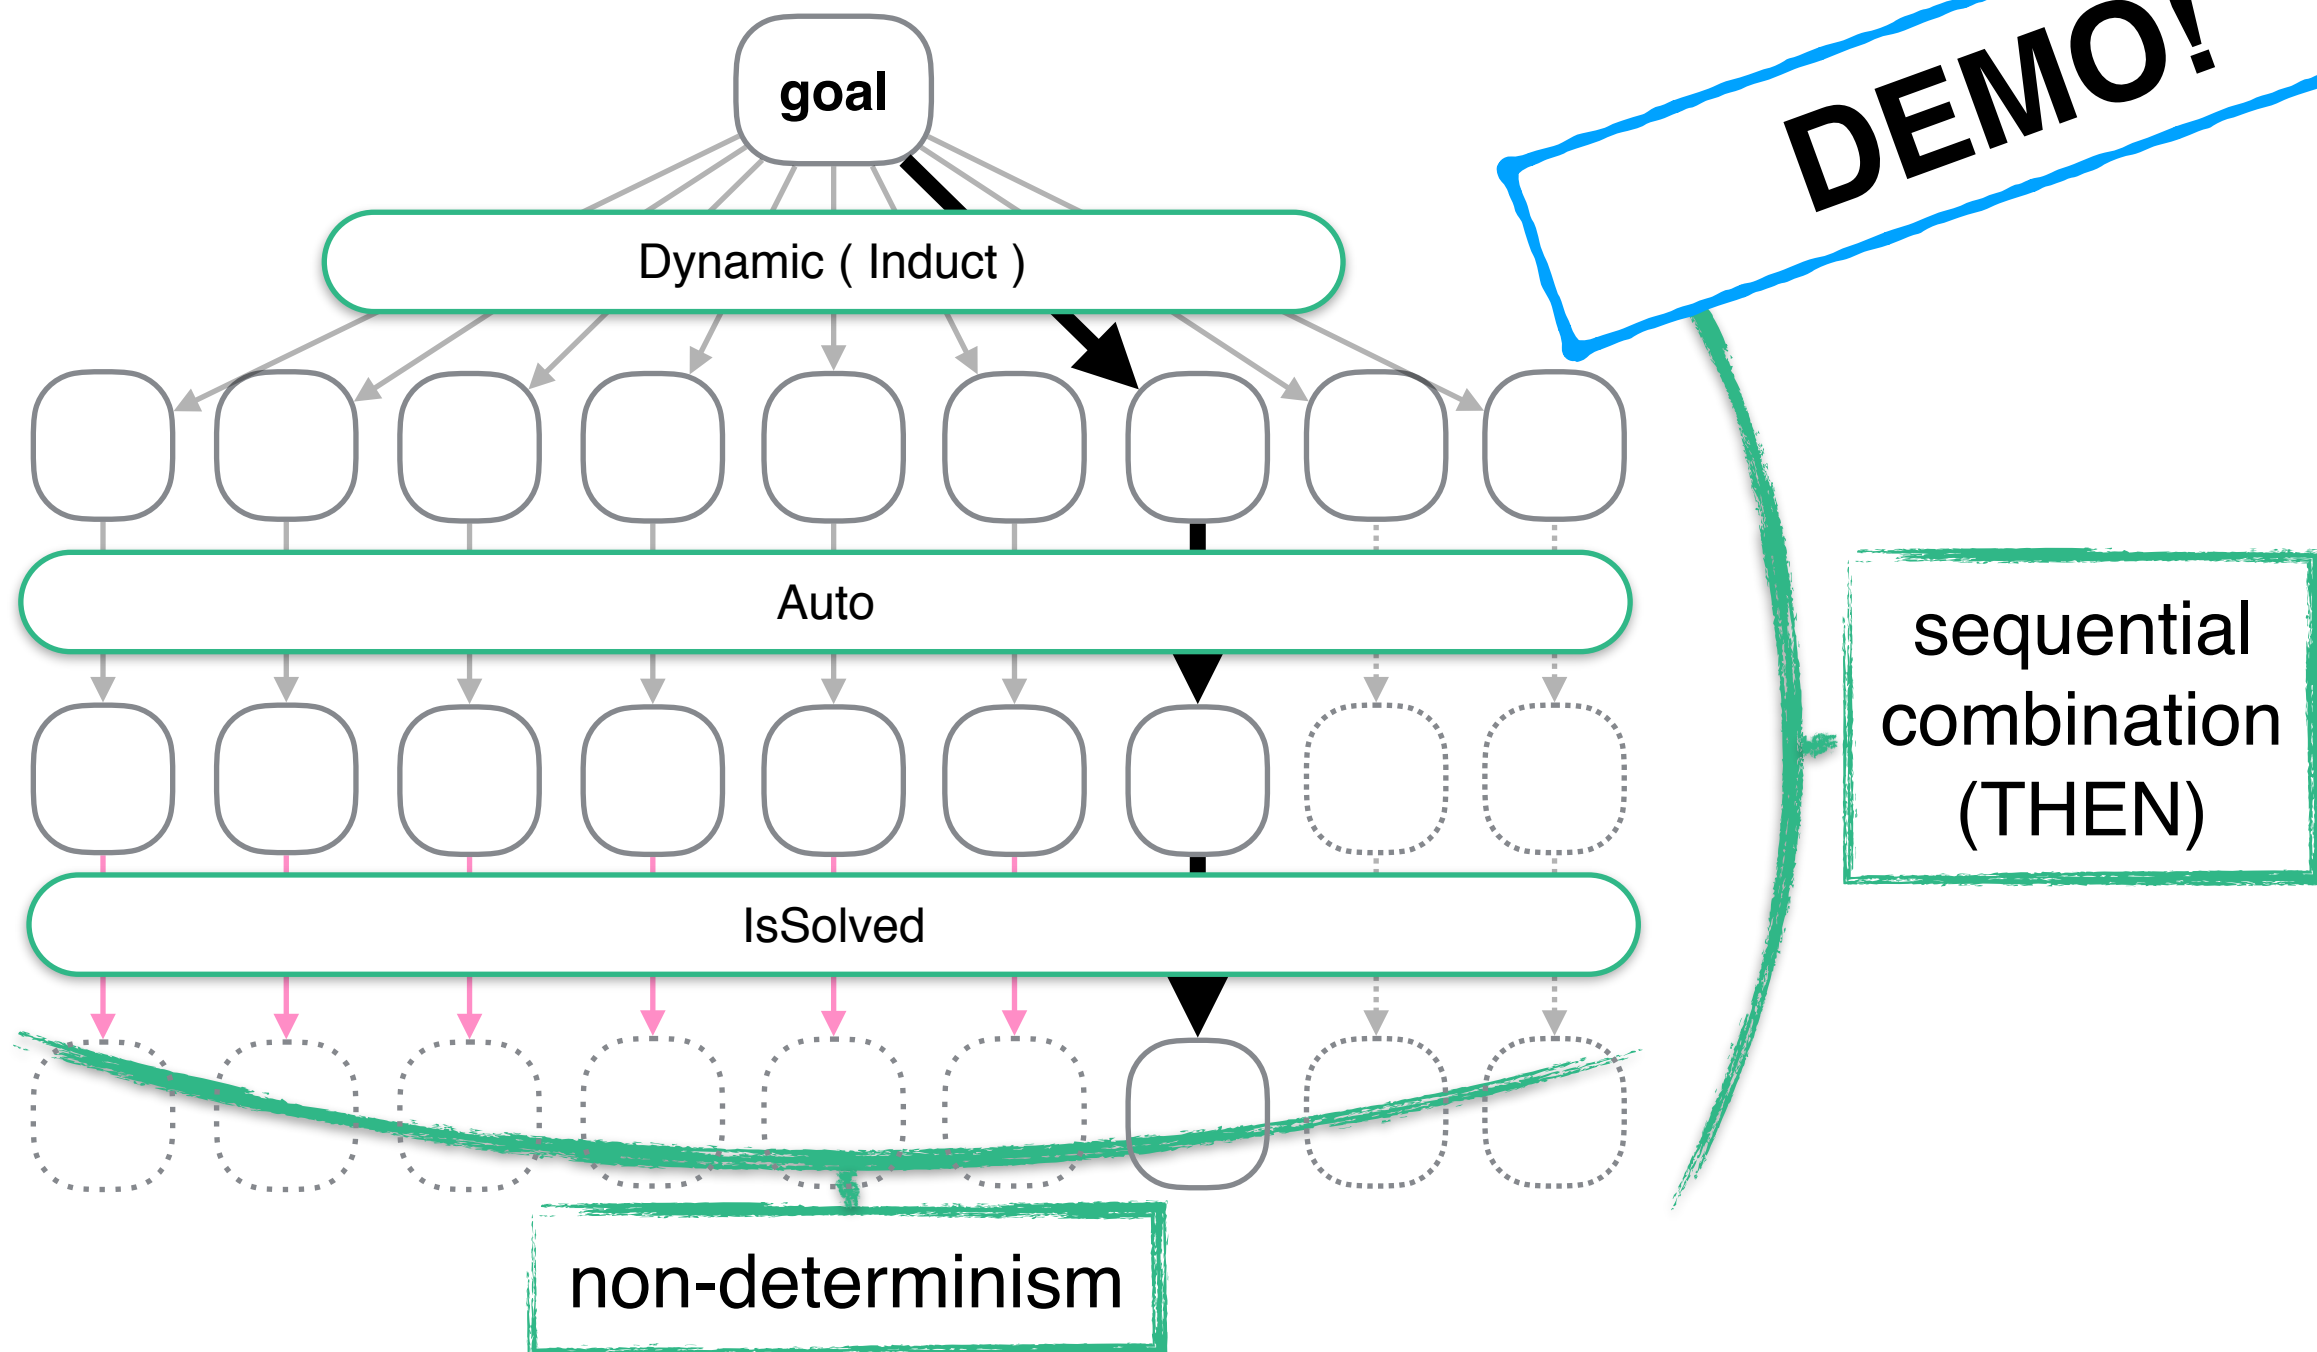 goal
DEMO!
Dynamic ( Induct )
Auto
sequential
combination
(THEN)
IsSolved
non-determinism